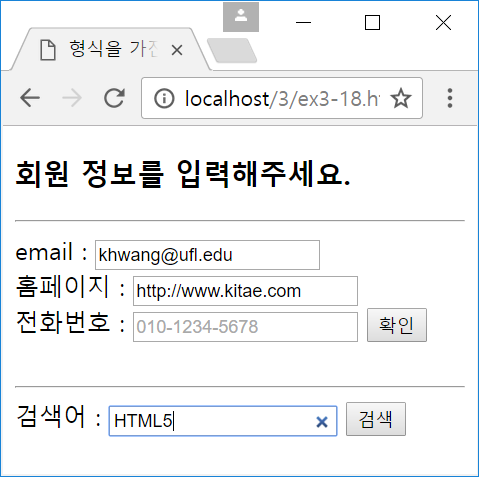 형식을 가진
localhost/3/ex3-18.h
회원 정보를 입력해주세요.
email : khwang@ufl.edu
홈페이지 : http://www.kitae.com
전화번호 : 010-1234-5678 확인
검색어 : HTML5 검색